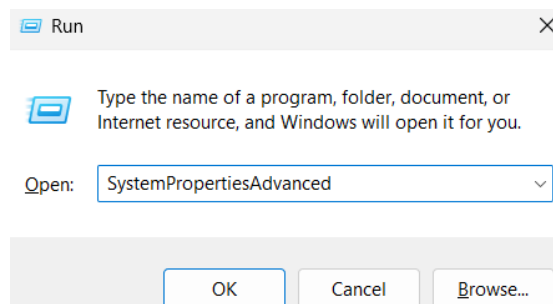 Run
Type the name of a program, folder, document, or
Internet resource, and Windows will open it for you.
Open: SystemPropertiesAdvanced
OK Cancel Browse...